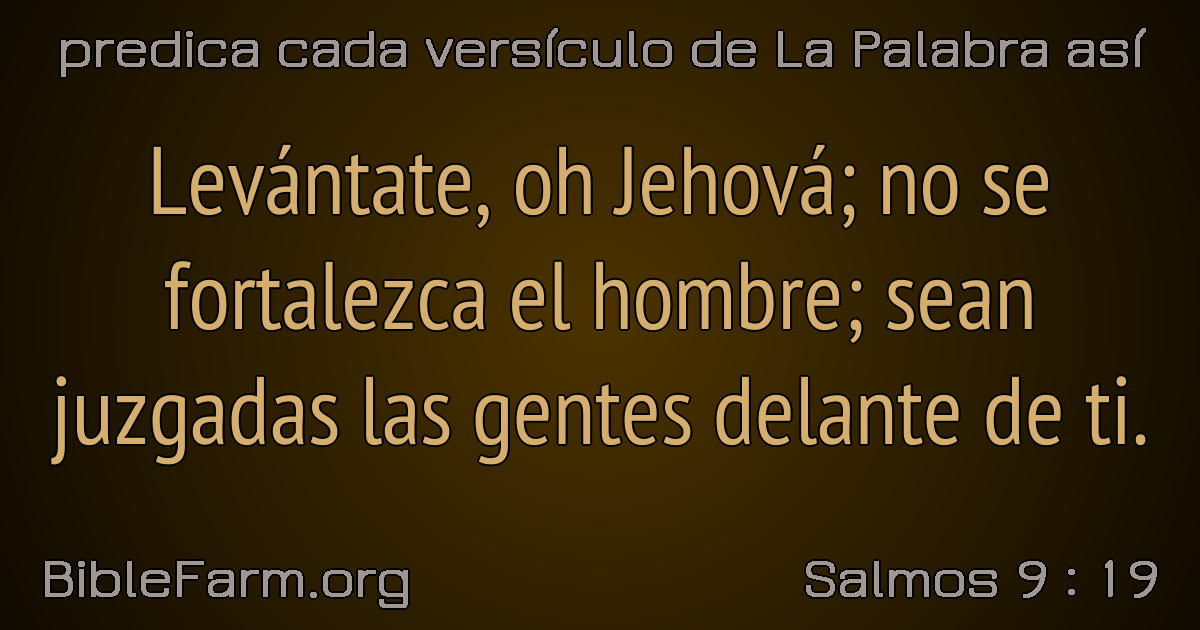 predica cada versículo de La Palabra así
Levántate, oh Jehová; no se
fortalezca el hombre; sean
juzgadas las gentes delante de ti.
BibleFarm.org
Salmos 9 : 19